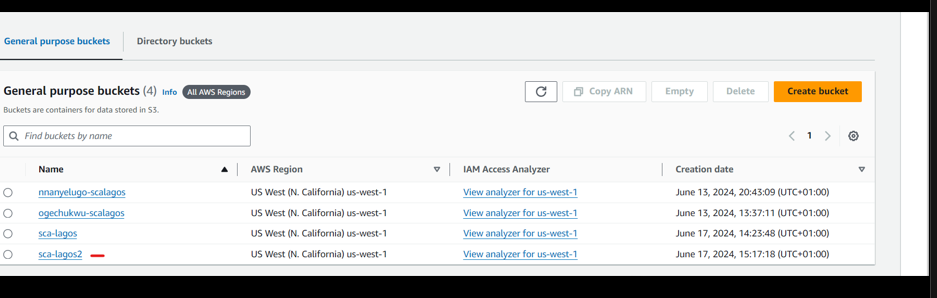 General purpose buckets Directory buckets
General purpose buckets (4) Info All AWS Regions Copy ARN Empty Delete Create bucket
Buckets are containers for data stored in S3.
Find buckets by name 1
Name AWS Region IAM Access Analyzer Creation date
nnanyelugo-scalagos US West (N. California) us-west-1 View analyzer for us-west-1 June 13, 2024, 20:43:09 (UTC+01:00)
ogechukwu-scalagos US West (N. California) us-west-1 View analyzer for us-west-1 June 13, 2024, 13:37:11 (UTC+01:00)
sca-lagos US West (N. California) us-west-1 View analyzer for us-west-1 June 17, 2024, 14:23:48 (UTC+01:00)
sca-lagos2 US West (N. California) us-west-1 View analyzer for us-west-1 June 17, 2024, 15:17:18 (UTC+01:00)